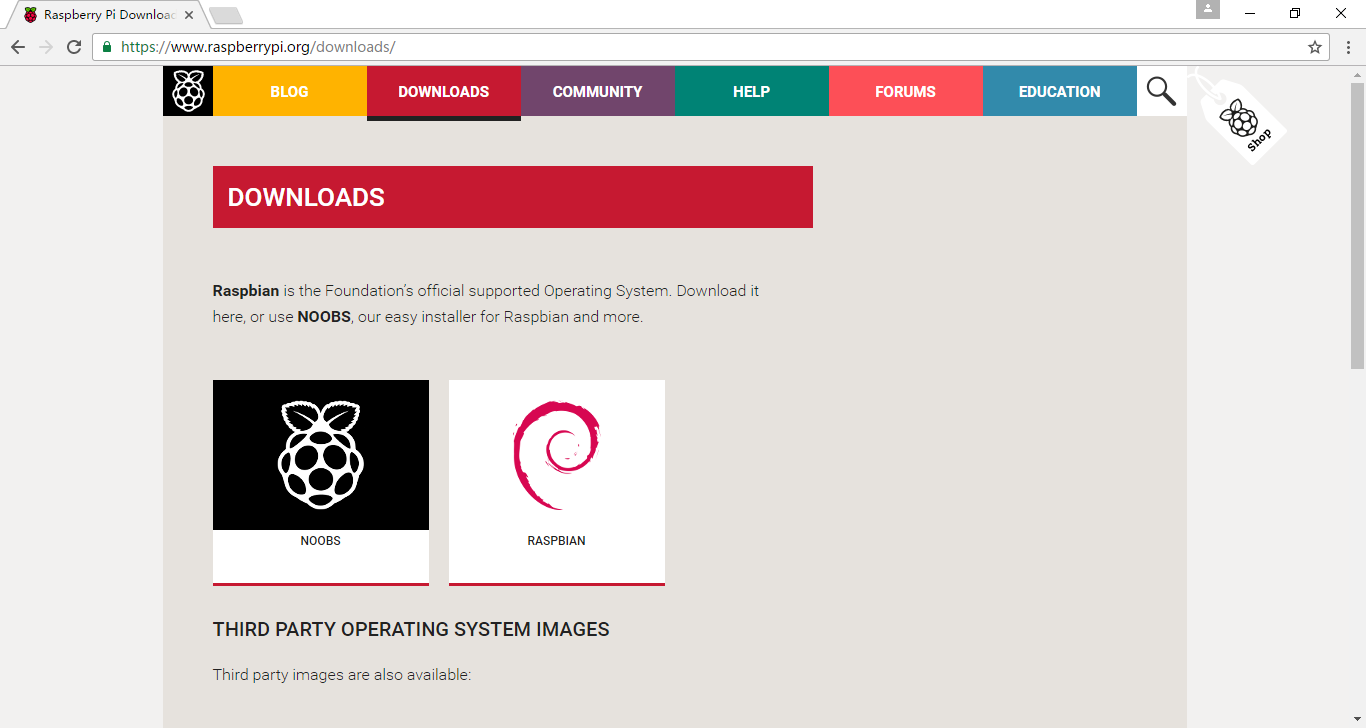 Raspberry Pi Downloa
https://www.raspberrypi.org/downloads/
BLOG DOWNLOADS COMMUNITY HELP FORUMS EDUCATION
Shop
DOWNLOADS
Raspbian is the Foundation's official supported Operating System. Download it
here, or use NOOBS, our easy installer for Raspbian and more.
NOOBS RASPBIAN
THIRD PARTY OPERATING SYSTEM IMAGES
Third party images are also available: